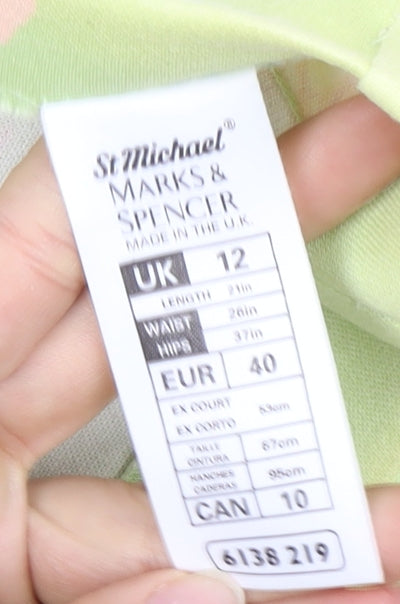 St Michael®
MARKS &
SPENCER
MADE IN THE U.K.
UK 12
LENGTH 21in
WAIST 26in
HIPS 37in
EUR 40
EX COURT 53cm
EX CORTO
TAILLE 67cm
CINTURA
HANCHES 95cm
CADERAS
CAN 10
6138 219